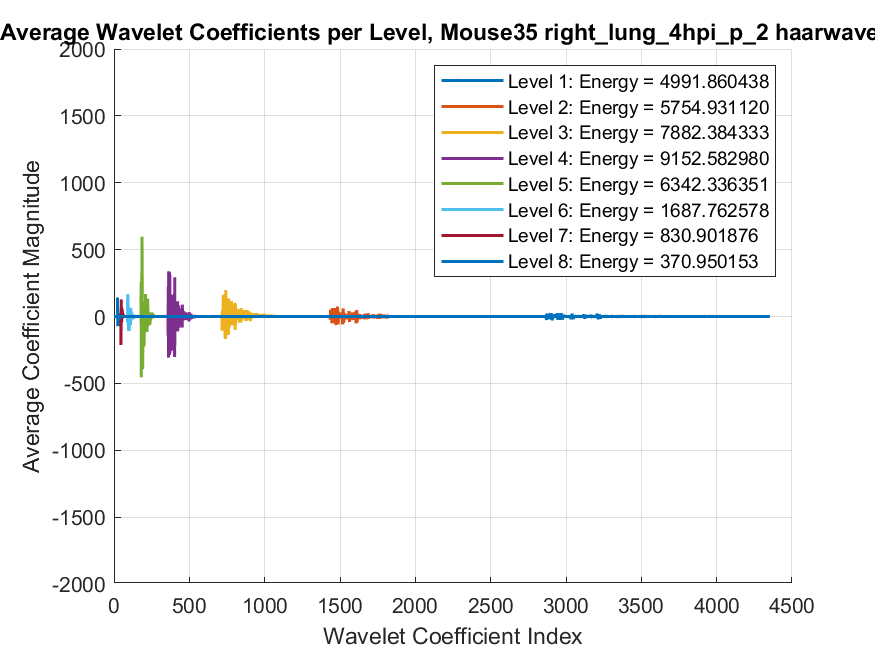 Average Wavelet Coefficients per Level, Mouse35 right_lung_4hpi_p_2 haarwave
2000
1500
1000
500
0
-500
-1000
-1500
-2000
Average Coefficient Magnitude
Level 1: Energy = 4991.860438
Level 2: Energy = 5754.931120
Level 3: Energy = 7882.384333
Level 4: Energy = 9152.582980
Level 5: Energy = 6342.336351
Level 6: Energy = 1687.762578
Level 7: Energy = 830.901876
Level 8: Energy = 370.950153
0 500 1000 1500 2000 2500 3000 3500 4000 4500
Wavelet Coefficient Index